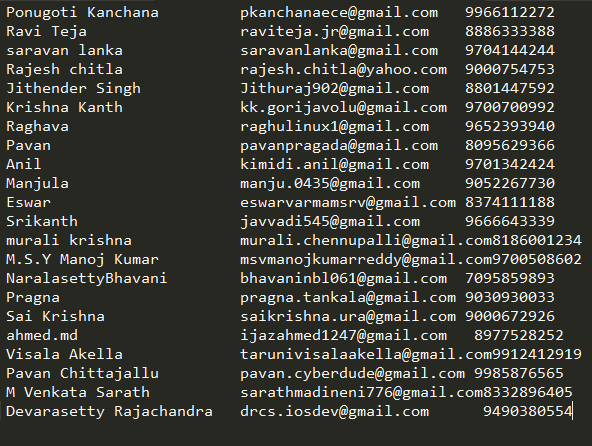 Ponugoti Kanchana pkanchanaece@gmail.com 9966112272
Ravi Teja raviteja.jr@gmail.com 8886333388
saravan lanka saravanlanka@gmail.com 9704144244
Rajesh chitla rajesh.chitla@yahoo.com 9000754753
Jithender Singh Jithuraj902@gmail.com 8801447592
Krishna Kanth kk.gorijavolu@gmail.com 9700700992
Raghava raghulinux1@gmail.com 9652393940
Pavan pavanpragada@gmail.com 8095629366
Anil kimidi.anil@gmail.com 9701342424
Manjula manju.0435@gmail.com 9052267730
Eswar eswarvarmamsrv@gmail.com 8374111188
Srikanth javvadi545@gmail.com 9666643339
murali krishna murali.chennupalli@gmail.com8186001234
M.S.Y Manoj Kumar msvmanojkumarreddy@gmail.com9700508602
NaralasettyBhavani bhavaninbl061@gmail.com 7095859893
Pragna pragna.tankala@gmail.com 9030930033
Sai Krishna saikrishna.ura@gmail.com 9000672926
ahmed.md ijazahmed1247@gmail.com 8977528252
Visala Akella tarunivisalaakella@gmail.com9912412919
Pavan Chittajallu pavan.cyberdude@gmail.com 9985876565
M Venkata Sarath sarathmadineni776@gmail.com8332896405
Devarasetty Rajachandra drcs.iosdev@gmail.com 9490380554